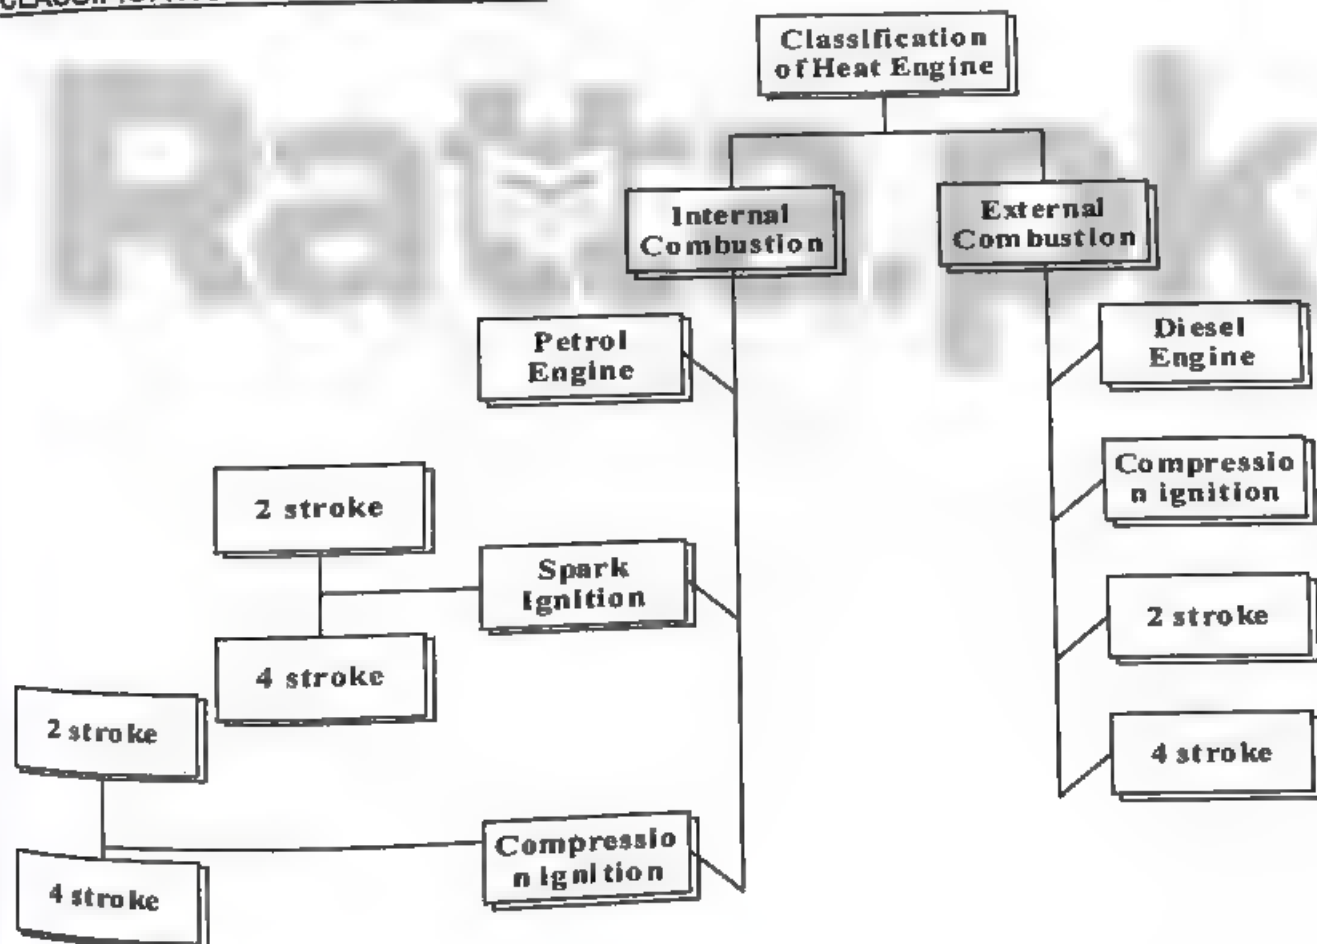 Classification
of Heat Engine
Internal
Combustion
External
Combustion
Petrol
Engine
Diesel
Engine
Compressio
n ignition
2 stroke
Spark
Ignition
2 stroke
4 stroke
2 stroke
4 stroke
Compressio
n ignition
4 stroke
Ratta.pk